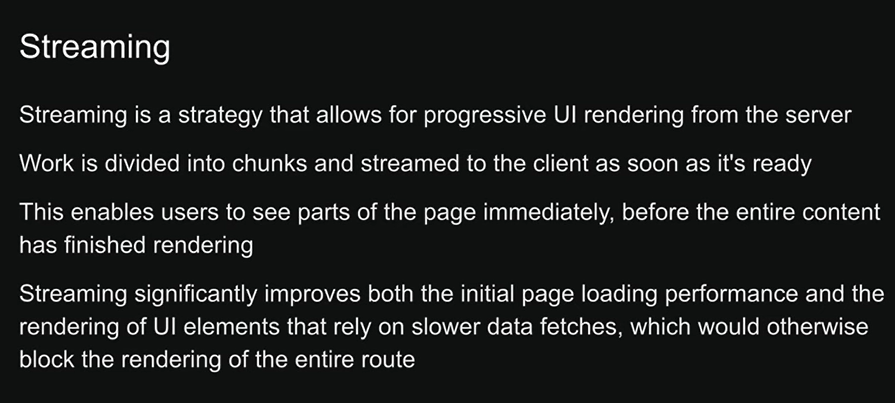 Streaming
Streaming is a strategy that allows for progressive UI rendering from the server
Work is divided into chunks and streamed to the client as soon as it's ready
This enables users to see parts of the page immediately, before the entire content
has finished rendering
Streaming significantly improves both the initial page loading performance and the
rendering of UI elements that rely on slower data fetches, which would otherwise
block the rendering of the entire route